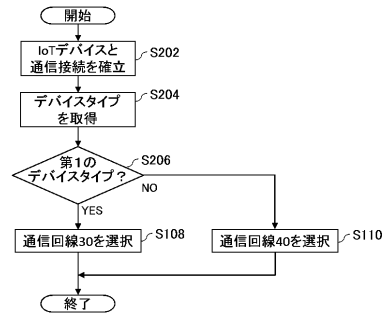 開始
IoTデバイスと
通信接続を確立
S202
デバイスタイプ
を取得
S204
第1の
デバイスタイプ?
S206
NO
YES
通信回線30を選択
S108
通信回線40を選択
S110
終了